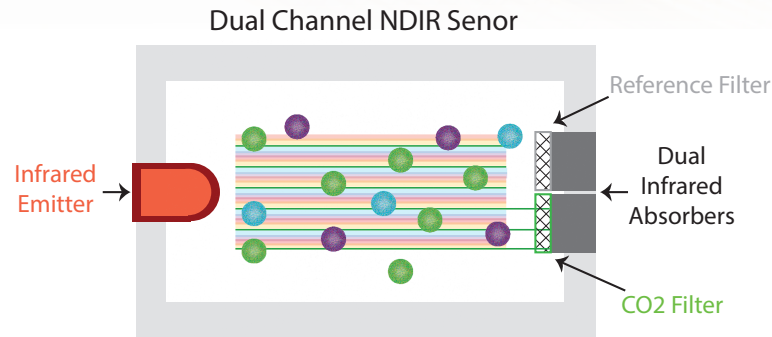 Dual Channel NDIR Senor
Reference Filter
Infrared
Emitter
Dual
Infrared
Absorbers
CO2 Filter